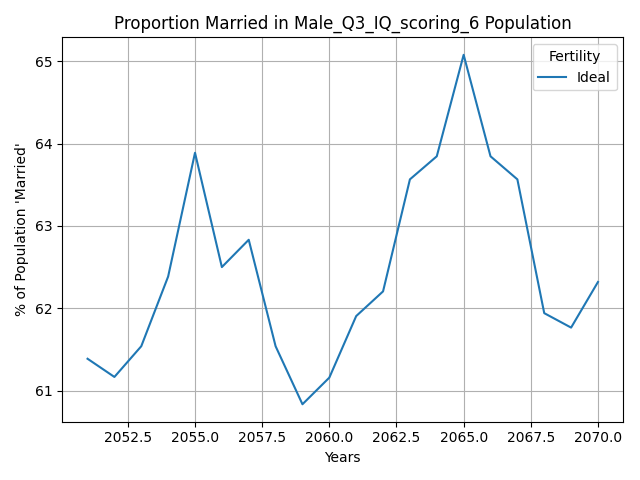 Proportion Married in Male_Q3_IQ_scoring_6 Population
Fertility
Ideal
% of Population 'Married'
65
64
63
62
61
2052.5 2055.0 2057.5 2060.0 2062.5 2065.0 2067.5 2070.0
Years